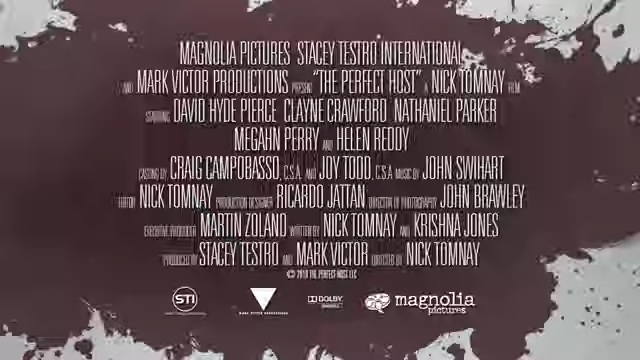 MAGNOLIA PICTURES STACEY TESTRO INTERNATIONAL
AND MARK VICTOR PRODUCTIONS PRESENT "THE PERFECT HOST" A NICK TOMNAY FILM
STARRING DAVID HYDE PIERCE CLAYNE CRAWFORD NATHANIEL PARKER
MEGAHN PERRY AND HELEN REDDY
CASTING BY CRAIG CAMPOBASSO, C.S.A. AND JOY TODD, C.S.A. MUSIC BY JOHN SWIHART
EDITOR NICK TOMNAY PRODUCTION DESIGNER RICARDO JATTAN DIRECTOR OF PHOTOGRAPHY JOHN BRAWLEY
EXECUTIVE PRODUCER MARTIN ZOLAND WRITTEN BY NICK TOMNAY AND KRISHNA JONES
PRODUCED BY STACEY TESTRO AND MARK VICTOR DIRECTED BY NICK TOMNAY
© 2010 THE PERFECT HOST LLC
STI
MARK VICTOR PRODUCTIONS
DOLBY
magnolia
pictures